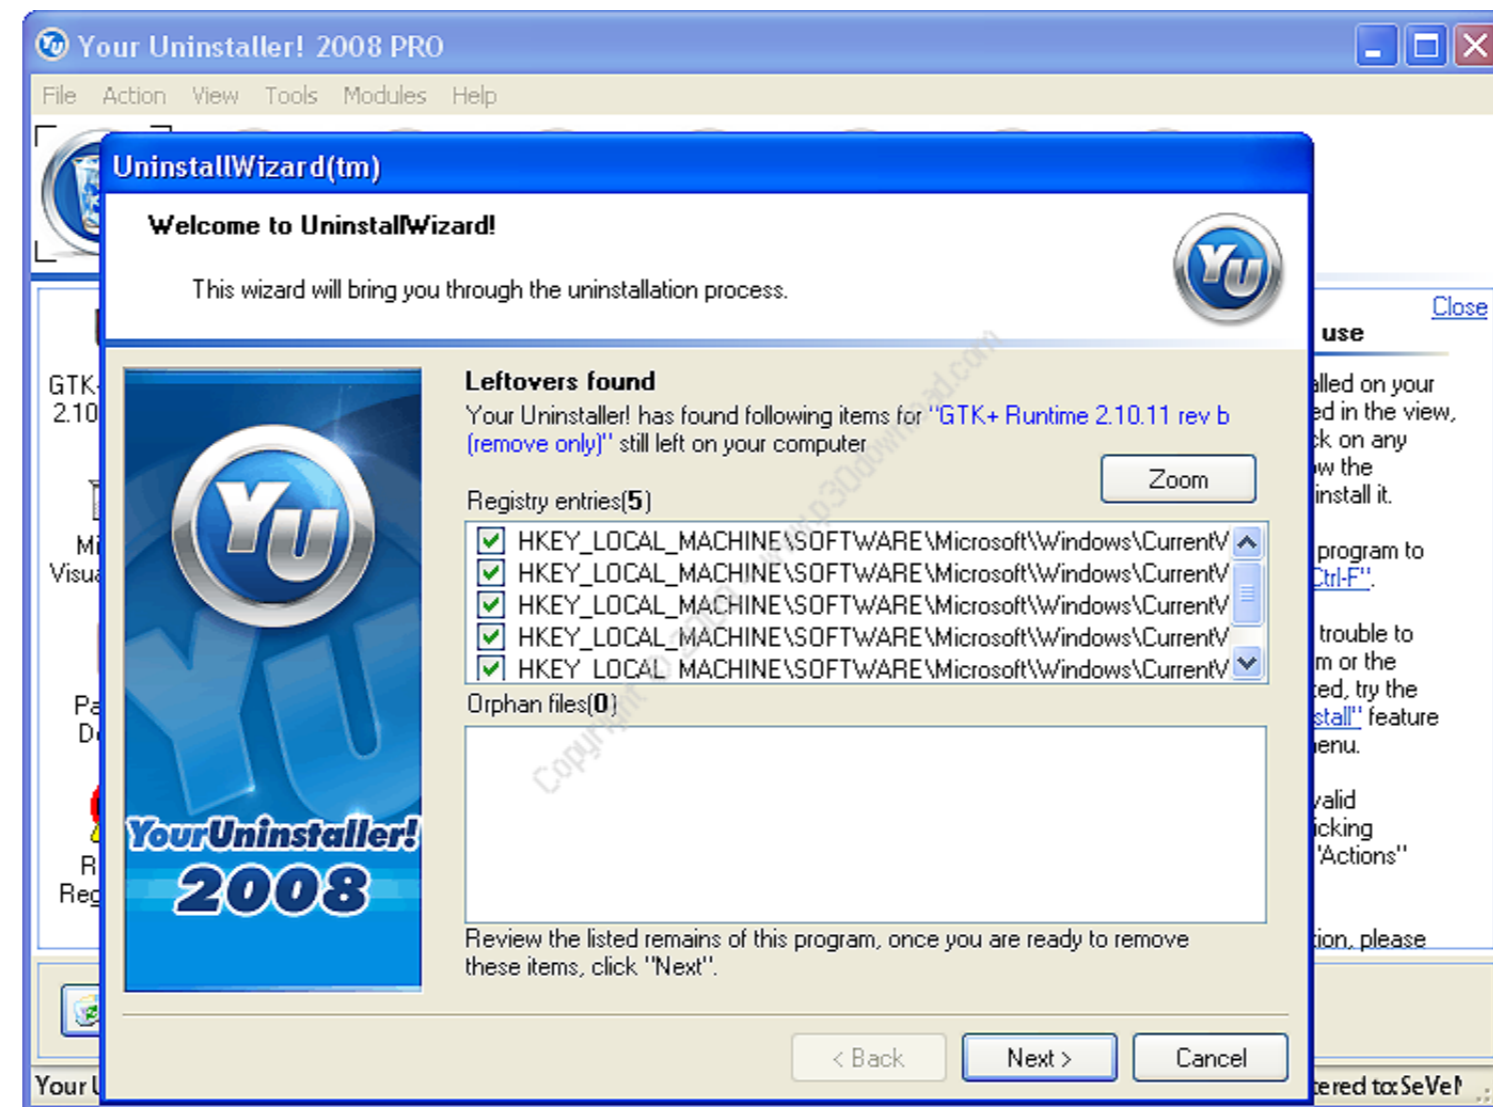 Your Uninstaller! 2008 PRO
File Action View Tools Modules Help
UninstallWizard(tm)
Welcome to UninstallWizard!
This wizard will bring you through the uninstallation process.
YU
Close
use
Leftovers found
Your Uninstaller! has found following items for "GTK+ Runtime 2.10.11 rev b
(remove only)" still left on your computer
Zoom
Registry entries(5)
HKEY_LOCAL_MACHINE\SOFTWARE\Microsoft\Windows\CurrentV
HKEY_LOCAL_MACHINE\SOFTWARE\Microsoft\Windows\CurrentV
HKEY_LOCAL_MACHINE\SOFTWARE\Microsoft\Windows\CurrentV
HKEY_LOCAL_MACHINE\SOFTWARE\Microsoft\Windows\CurrentV
HKEY_LOCAL_MACHINE\SOFTWARE\Microsoft\Windows\CurrentV
Orphan files(0)
Review the listed remains of this program, once you are ready to remove
these items, click "Next".
YU
YU
YourUninstaller!
2008
< Back
Next >
Cancel
GTK
2.10
Mi
Visua
Pa
D
R
Reg
alled on your
ed in the view,
ck on any
ow the
install it.
program to
Ctrl-F".
trouble to
m or the
ted, try the
stall" feature
enu.
valid
icking
"Actions"
ion, please
Your U
tered to: SeVeN